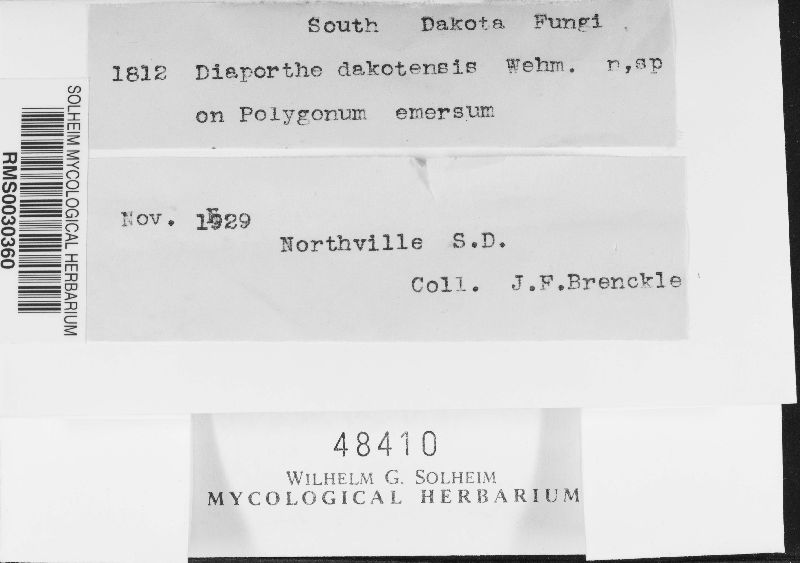 South Dakota Fungi
1812 Diaporthe dakotensis Wehm. n,sp
on Polygonum emersum
Nov. 1929
Northville S.D.
Coll. J.F.Brenckle
SOLHEIM MYCOLOGICAL HERBARIUM
RMS0030360
48410
WILHELM G. SOLHEIM
MYCOLOGICAL HERBARIUM